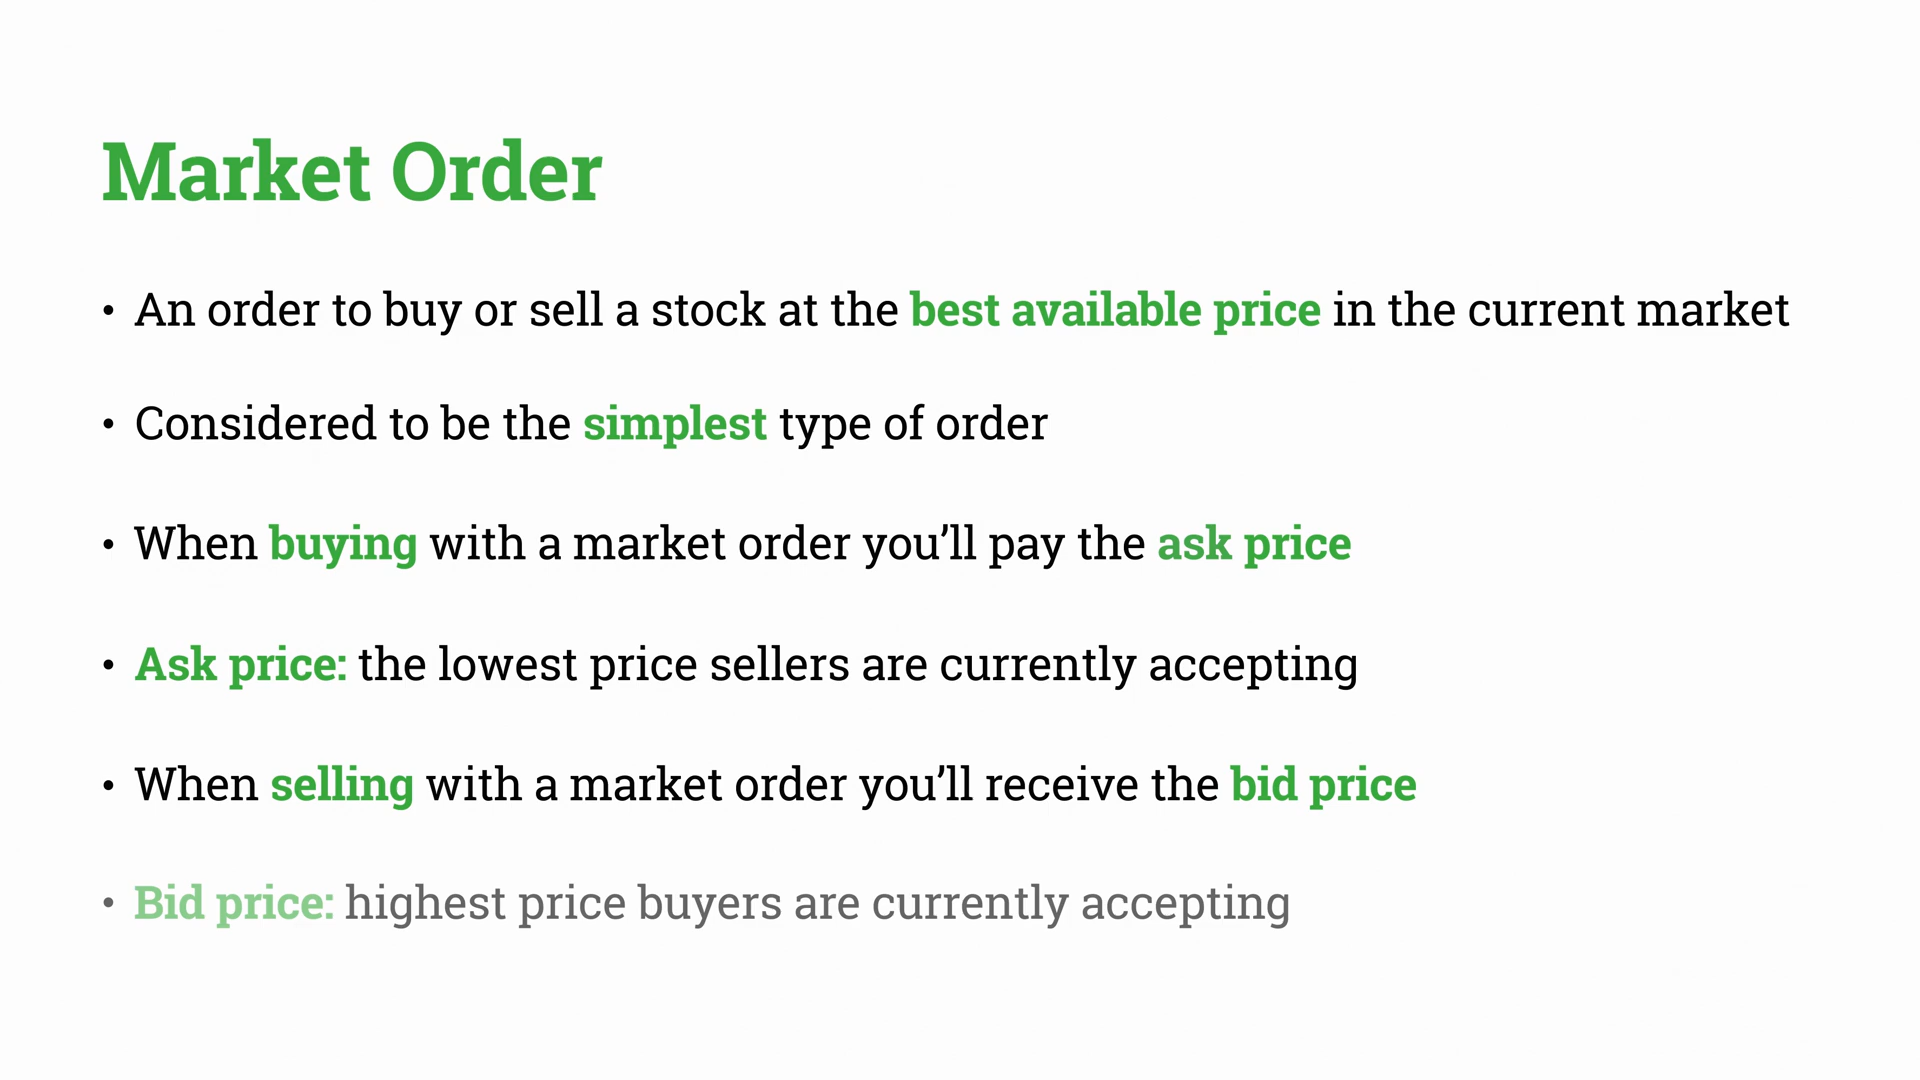 Market Order
• An order to buy or sell a stock at the best available price in the current market
• Considered to be the simplest type of order
• When buying with a market order you’ll pay the ask price
• Ask price: the lowest price sellers are currently accepting
• When selling with a market order you’ll receive the bid price
• Bid price: highest price buyers are currently accepting